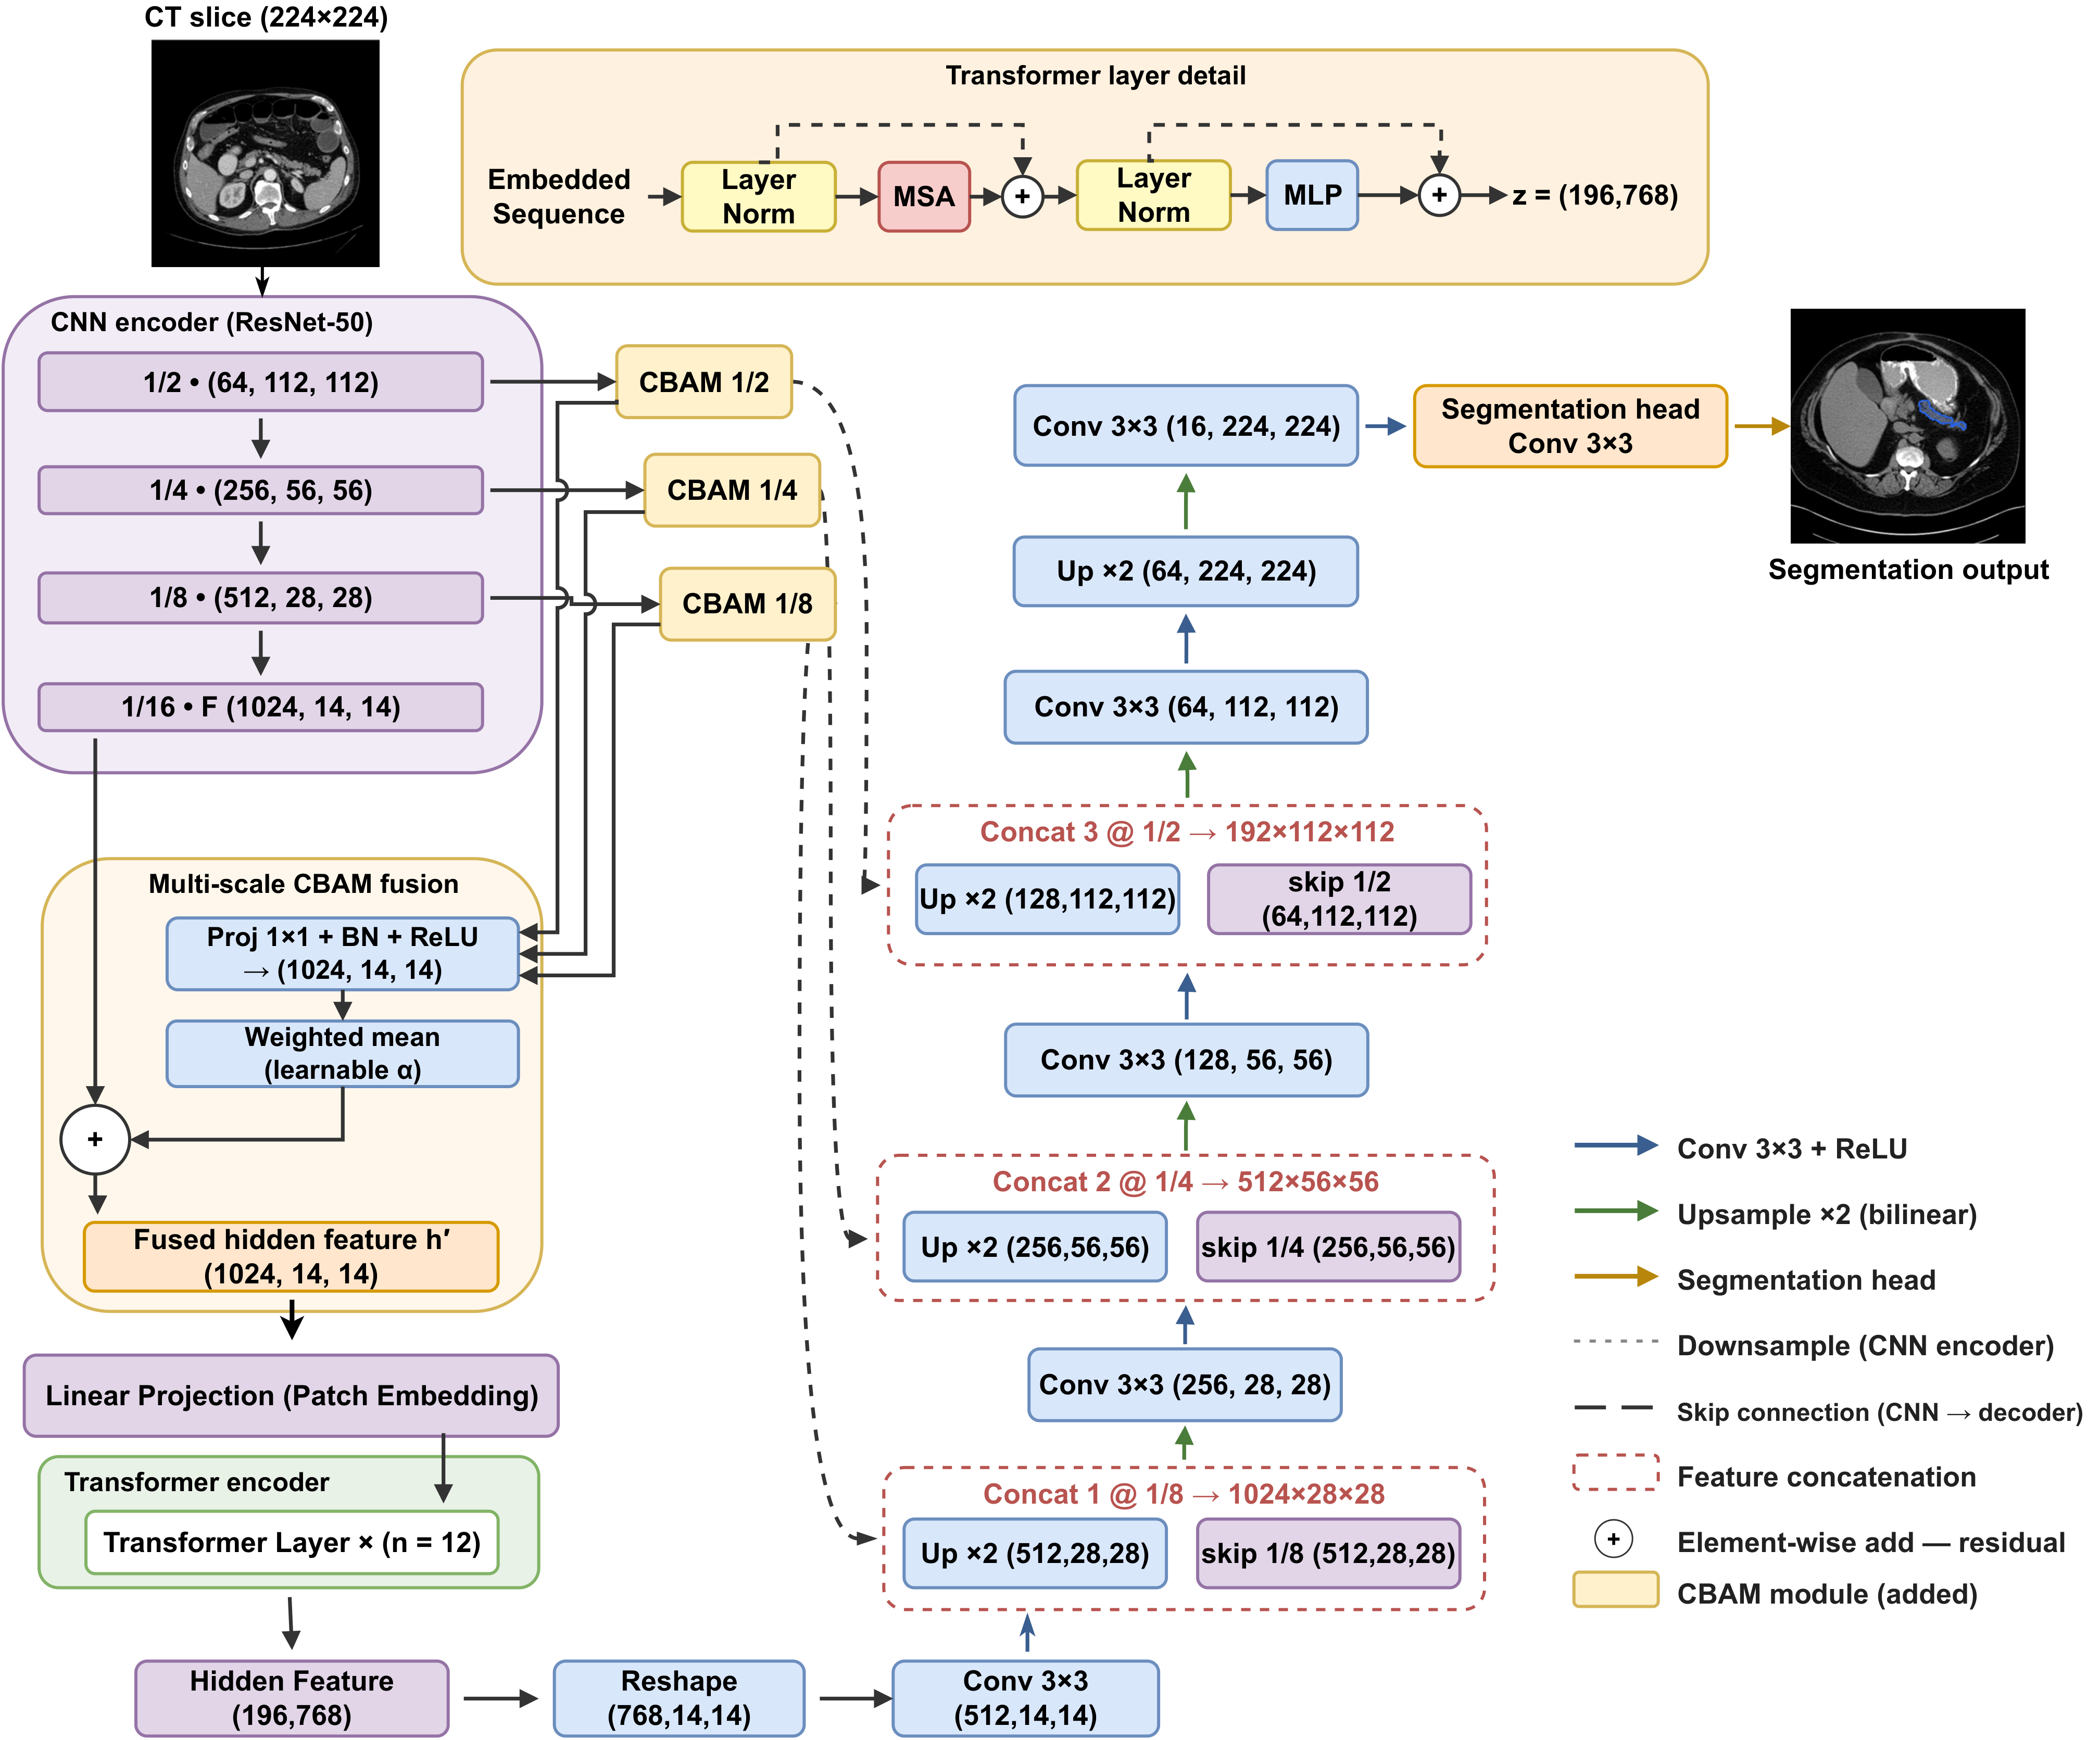 CT slice (224×224)
Transformer layer detail
Embedded
Sequence
Layer
Norm
MSA
+
Layer
Norm
MLP
+
z = (196,768)
CNN encoder (ResNet-50)
1/2 • (64, 112, 112)
1/4 • (256, 56, 56)
1/8 • (512, 28, 28)
1/16 • F (1024, 14, 14)
CBAM 1/2
CBAM 1/4
CBAM 1/8
Multi-scale CBAM fusion
Proj 1×1 + BN + ReLU
→ (1024, 14, 14)
Weighted mean
(learnable α)
+
Fused hidden feature h′
(1024, 14, 14)
Linear Projection (Patch Embedding)
Transformer encoder
Transformer Layer × (n = 12)
Hidden Feature
(196,768)
Reshape
(768,14,14)
Conv 3×3
(512,14,14)
Concat 1 @ 1/8 → 1024×28×28
Up ×2 (512,28,28)
skip 1/8 (512,28,28)
Conv 3×3 (256, 28, 28)
Concat 2 @ 1/4 → 512×56×56
Up ×2 (256,56,56)
skip 1/4 (256,56,56)
Conv 3×3 (128, 56, 56)
Concat 3 @ 1/2 → 192×112×112
Up ×2 (128,112,112)
skip 1/2
(64,112,112)
Conv 3×3 (64, 112, 112)
Up ×2 (64, 224, 224)
Conv 3×3 (16, 224, 224)
Segmentation head
Conv 3×3
Segmentation output
Conv 3×3 + ReLU
Upsample ×2 (bilinear)
Segmentation head
Downsample (CNN encoder)
Skip connection (CNN → decoder)
Feature concatenation
+
Element-wise add — residual
CBAM module (added)